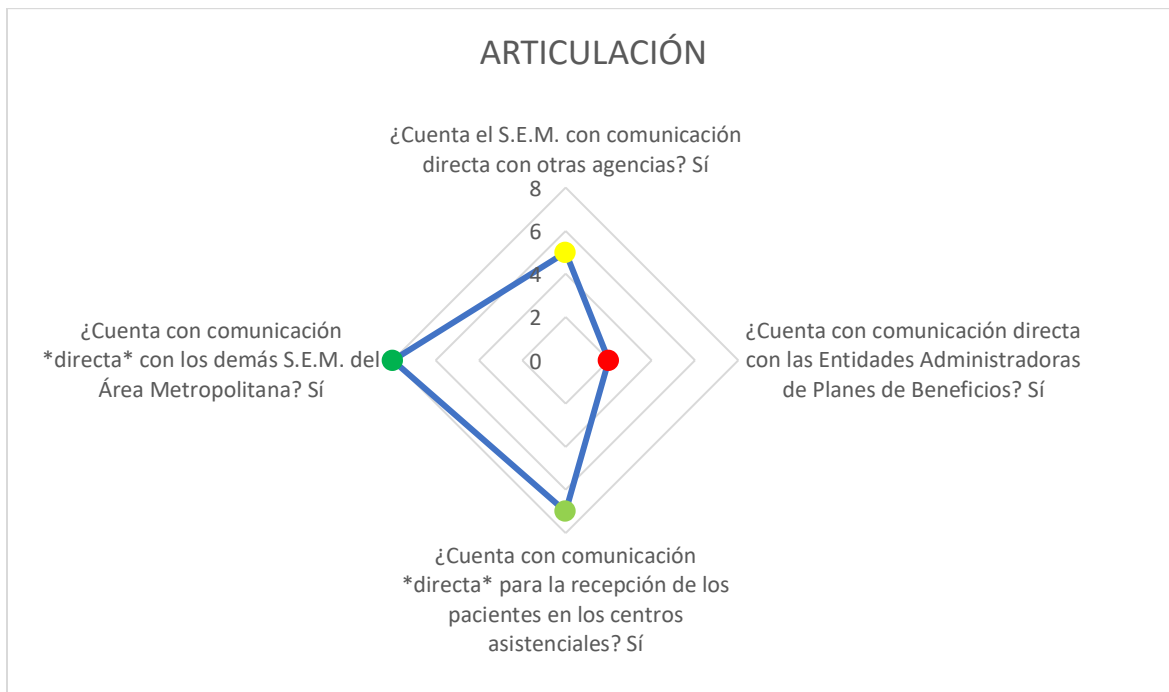 ARTICULACIÓN
¿Cuenta el S.E.M. con comunicación
directa con otras agencias? Sí
8
6
4
2
0
¿Cuenta con comunicación directa
con las Entidades Administradoras
de Planes de Beneficios? Sí
¿Cuenta con comunicación
*directa* para la recepción de los
pacientes en los centros
asistenciales? Sí
¿Cuenta con comunicación
*directa* con los demás S.E.M. del
Área Metropolitana? Sí